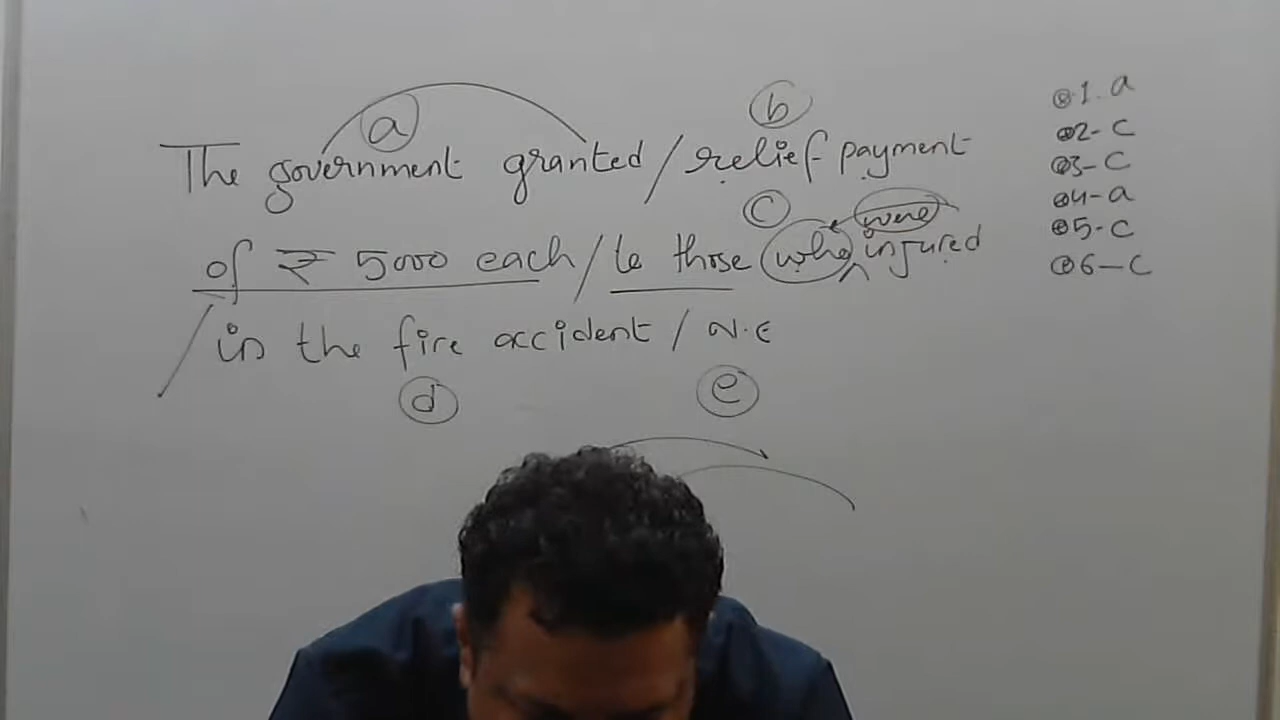 a
b
The government granted / relief payment
c
were
of ₹ 5000 each / to those who ^ injured
/ in the fire accident / N.E
d
e
1. a
2- c
3- c
4- a
5- c
6- c